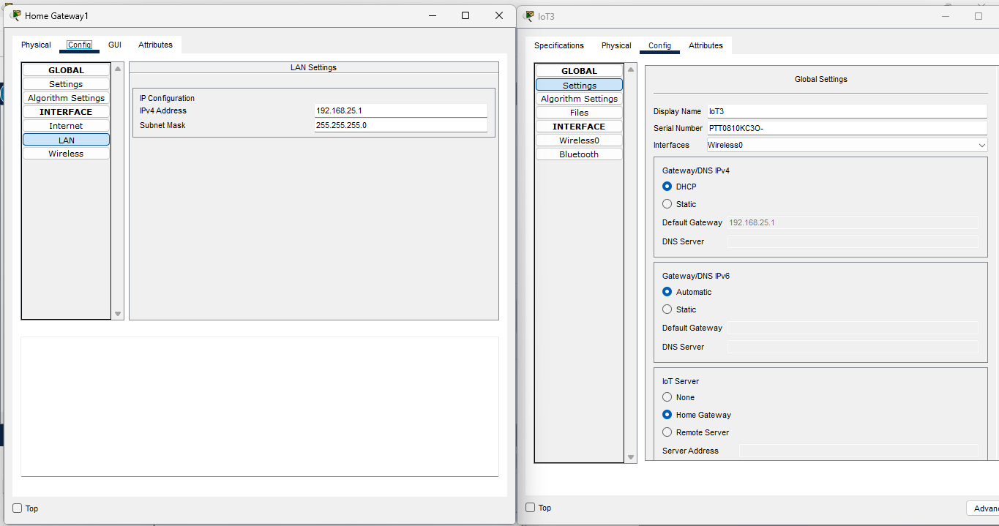 Home Gateway1
Physical Config GUI Attributes
GLOBAL
Settings
Algorithm Settings
INTERFACE
Internet
LAN
Wireless
LAN Settings
IP Configuration
IPv4 Address 192.168.25.1
Subnet Mask 255.255.255.0
Top
IoT3
Specifications Physical Config Attributes
GLOBAL
Settings
Algorithm Settings
Files
INTERFACE
Wireless0
Bluetooth
Global Settings
Display Name IoT3
Serial Number PTT0810KC3O-
Interfaces Wireless0
Gateway/DNS IPv4
DHCP
Static
Default Gateway 192.168.25.1
DNS Server
Gateway/DNS IPv6
Automatic
Static
Default Gateway
DNS Server
IoT Server
None
Home Gateway
Remote Server
Server Address
Top
Advanc